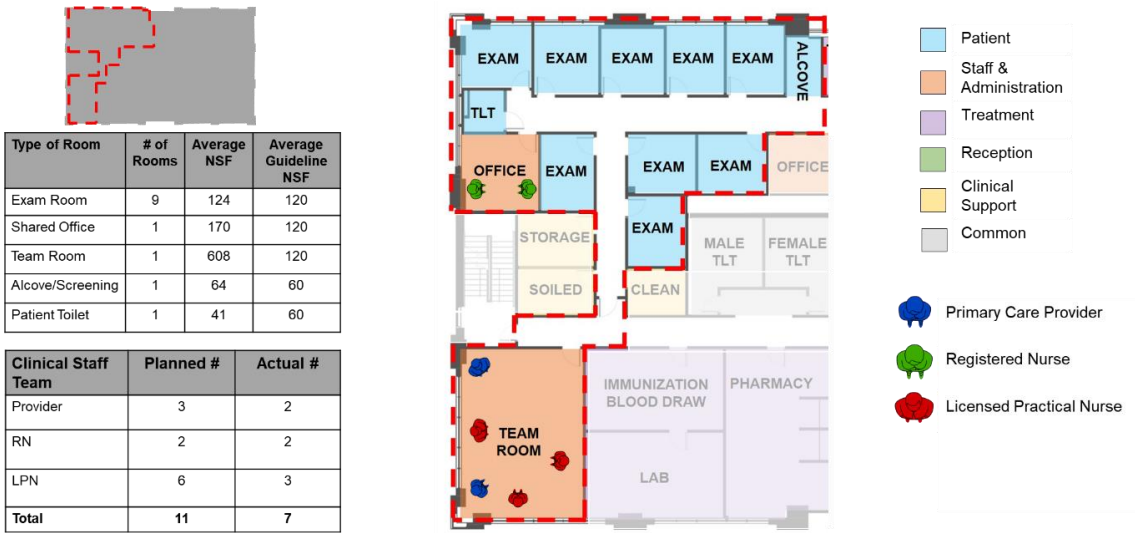 Type of Room | # of Rooms | Average NSF | Average Guideline NSF
Exam Room | 9 | 124 | 120
Shared Office | 1 | 170 | 120
Team Room | 1 | 608 | 120
Alcove/Screening | 1 | 64 | 60
Patient Toilet | 1 | 41 | 60
Clinical Staff Team | Planned # | Actual #
Provider | 3 | 2
RN | 2 | 2
LPN | 6 | 3
Total | 11 | 7
EXAM EXAM EXAM EXAM EXAM ALCOVE
TLT
OFFICE EXAM EXAM EXAM OFFICE
STORAGE EXAM
MALE TLT FEMALE TLT
SOILED CLEAN
IMMUNIZATION BLOOD DRAW PHARMACY
TEAM ROOM
LAB
Patient
Staff &
Administration
Treatment
Reception
Clinical
Support
Common
Primary Care Provider
Registered Nurse
Licensed Practical Nurse